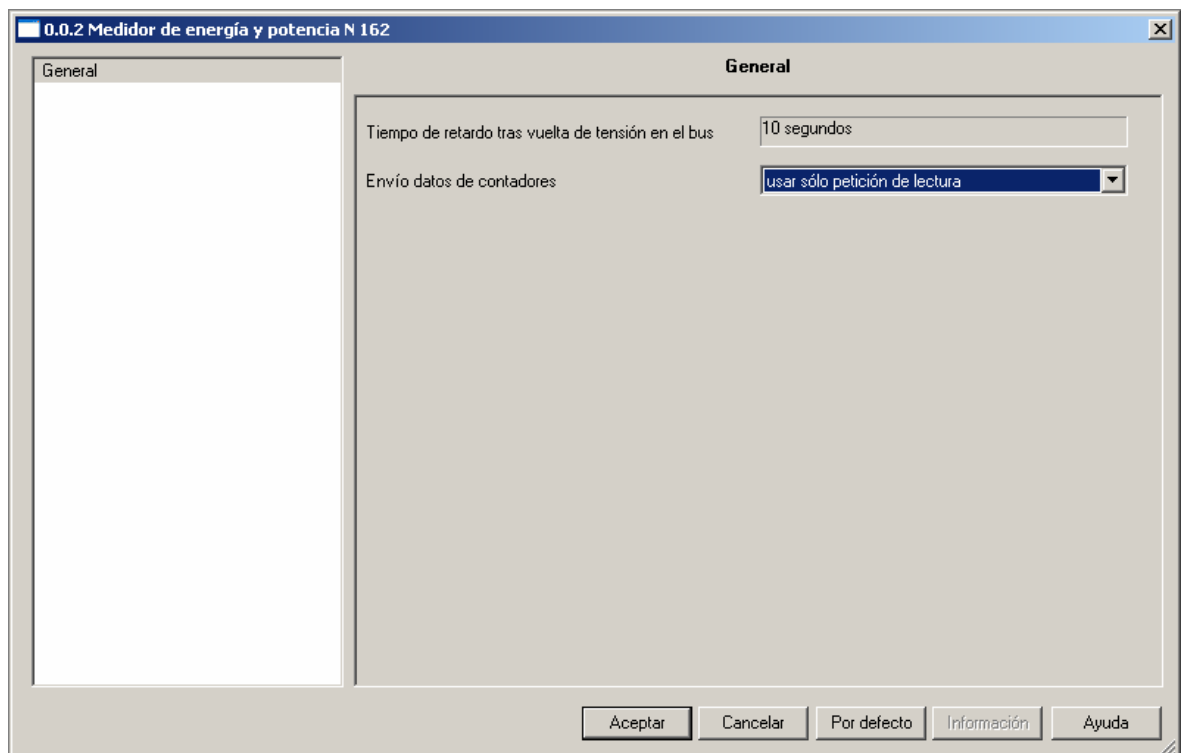 0.0.2 Medidor de energía y potencia N 162
General
General
Tiempo de retardo tras vuelta de tensión en el bus
10 segundos
Envío datos de contadores
usar sólo petición de lectura
Aceptar
Cancelar
Por defecto
Información
Ayuda